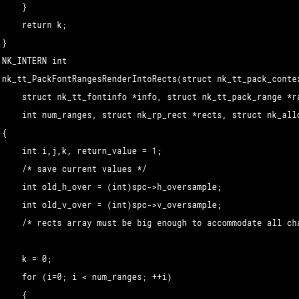 }
return k;
}
NK_INTERN int
nk_tt_PackFontRangesRenderIntoRects(struct nk_tt_pack_contex
struct nk_tt_fontinfo *info, struct nk_tt_pack_range *ra
int num_ranges, struct nk_rp_rect *rects, struct nk_allo
{
int i,j,k, return_value = 1;
/* save current values */
int old_h_over = (int)spc->h_oversample;
int old_v_over = (int)spc->v_oversample;
/* rects array must be big enough to accommodate all cha
k = 0;
for (i=0; i < num_ranges; ++i)
{